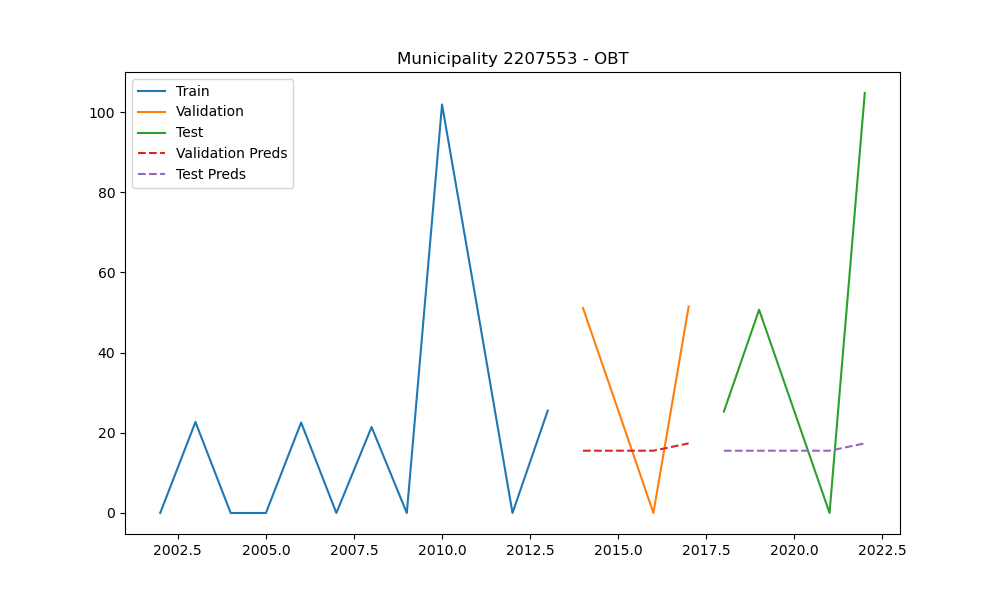 Municipality 2207553 - OBT
Train
Validation
Test
Validation Preds
Test Preds
100
80
60
40
20
0
2002.5 2005.0 2007.5 2010.0 2012.5 2015.0 2017.5 2020.0 2022.5